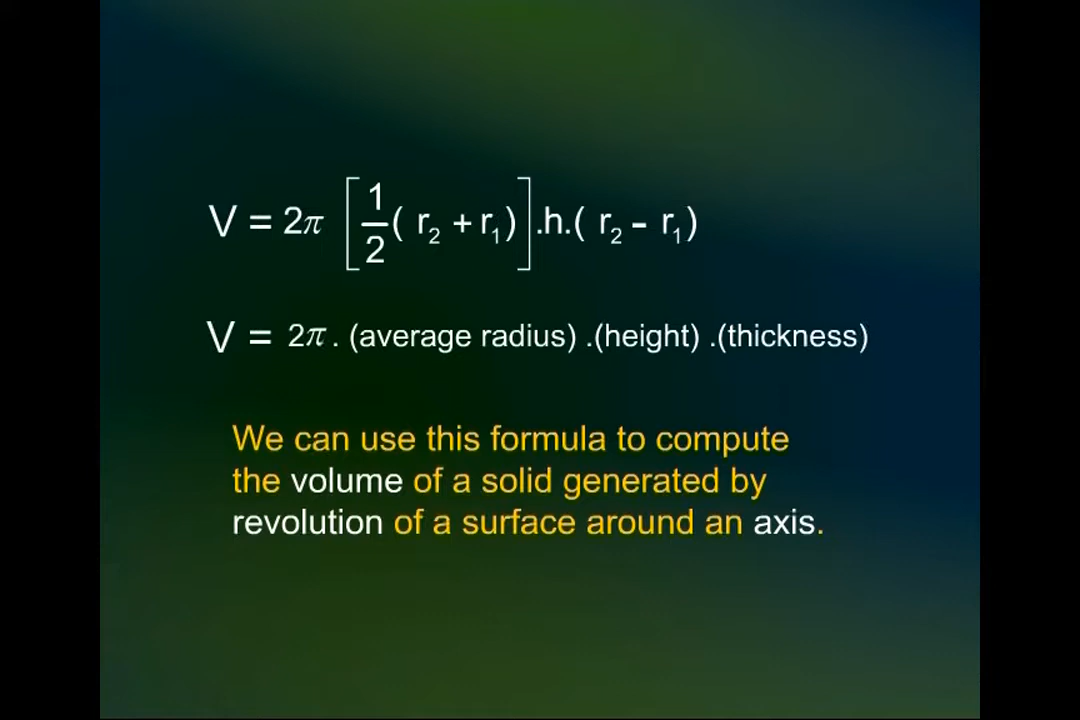 V = 2π [1/2( r₂ + r₁)].h.( r₂ - r₁)
V = 2π . (average radius) .(height) .(thickness)
We can use this formula to compute
the volume of a solid generated by
revolution of a surface around an axis.